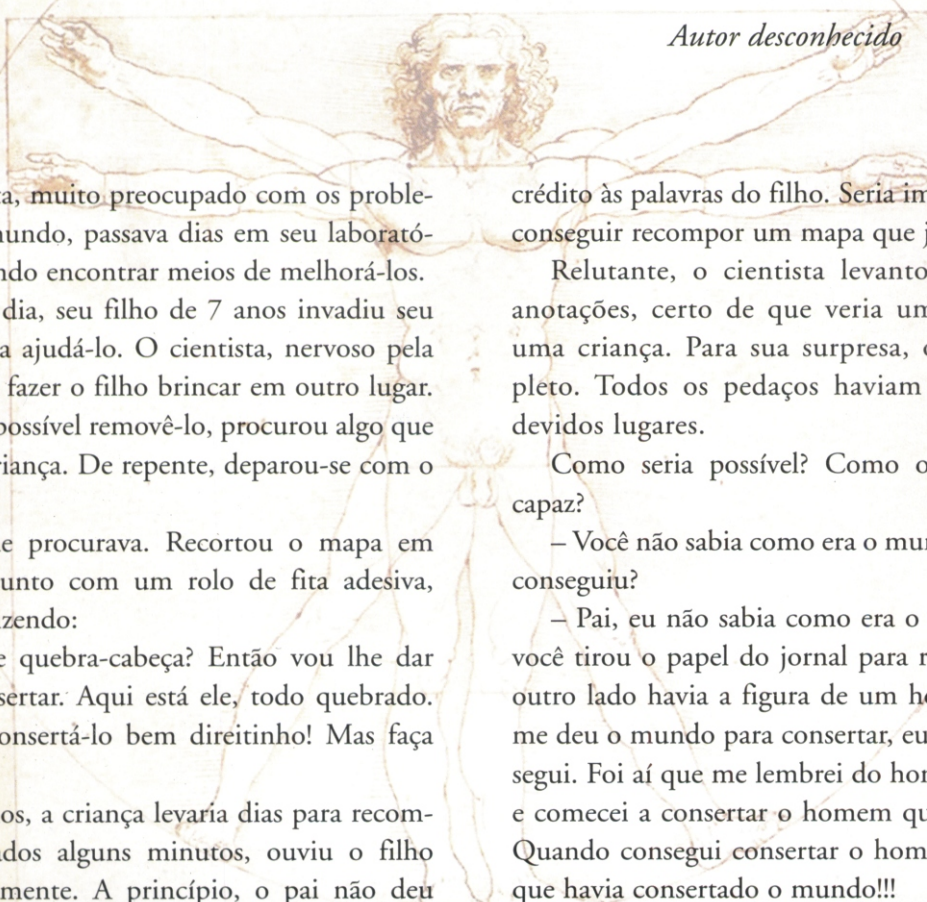 Autor desconhecido
ta, muito preocupado com os proble-
mundo, passava dias em seu laborató-
ndo encontrar meios de melhorá-los.
dia, seu filho de 7 anos invadiu seu
a ajudá-lo. O cientista, nervoso pela
fazer o filho brincar em outro lugar.
possível removê-lo, procurou algo que
riança. De repente, deparou-se com o
e procurava. Recortou o mapa em
unto com um rolo de fita adesiva,
zendo:
e quebra-cabeça? Então vou lhe dar
sertar. Aqui está ele, todo quebrado.
onsertá-lo bem direitinho! Mas faça
os, a criança levaria dias para recom-
ados alguns minutos, ouviu o filho
mente. A princípio, o pai não deu
crédito às palavras do filho. Seria im
conseguir recompor um mapa que j
Relutante, o cientista levanto
anotações, certo de que veria um
uma criança. Para sua surpresa, o
pleto. Todos os pedaços haviam
devidos lugares.
Como seria possível? Como o
capaz?
– Você não sabia como era o mun
conseguiu?
– Pai, eu não sabia como era o
você tirou o papel do jornal para r
outro lado havia a figura de um ho
me deu o mundo para consertar, eu
segui. Foi aí que me lembrei do hom
e comecei a consertar o homem qu
Quando consegui consertar o hom
que havia consertado o mundo!!!